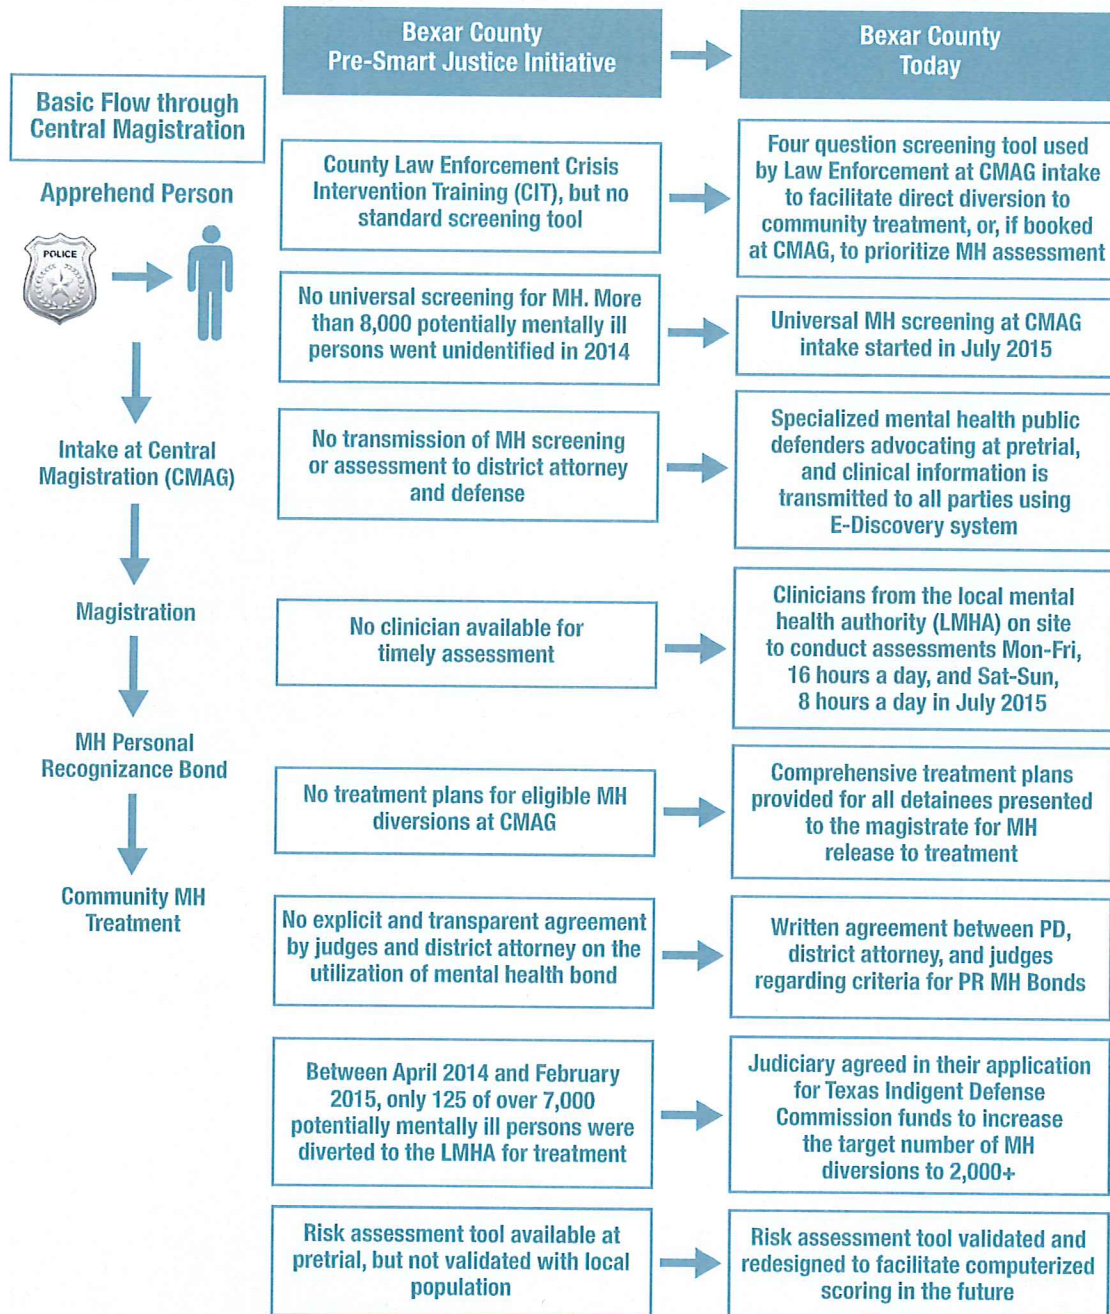 Bexar County
Pre-Smart Justice Initiative
Bexar County
Today
Basic Flow through
Central Magistration
Apprehend Person
POLICE
Intake at Central
Magistration (CMAG)
Magistration
MH Personal
Recognizance Bond
Community MH
Treatment
County Law Enforcement Crisis
Intervention Training (CIT), but no
standard screening tool
Four question screening tool used
by Law Enforcement at CMAG intake
to facilitate direct diversion to
community treatment, or, if booked
at CMAG, to prioritize MH assessment
No universal screening for MH. More
than 8,000 potentially mentally ill
persons went unidentified in 2014
Universal MH screening at CMAG
intake started in July 2015
No transmission of MH screening
or assessment to district attorney
and defense
Specialized mental health public
defenders advocating at pretrial,
and clinical information is
transmitted to all parties using
E-Discovery system
No clinician available for
timely assessment
Clinicians from the local mental
health authority (LMHA) on site
to conduct assessments Mon-Fri,
16 hours a day, and Sat-Sun,
8 hours a day in July 2015
No treatment plans for eligible MH
diversions at CMAG
Comprehensive treatment plans
provided for all detainees presented
to the magistrate for MH
release to treatment
No explicit and transparent agreement
by judges and district attorney on the
utilization of mental health bond
Written agreement between PD,
district attorney, and judges
regarding criteria for PR MH Bonds
Between April 2014 and February
2015, only 125 of over 7,000
potentially mentally ill persons were
diverted to the LMHA for treatment
Judiciary agreed in their application
for Texas Indigent Defense
Commission funds to increase
the target number of MH
diversions to 2,000+
Risk assessment tool available at
pretrial, but not validated with local
population
Risk assessment tool validated and
redesigned to facilitate computerized
scoring in the future